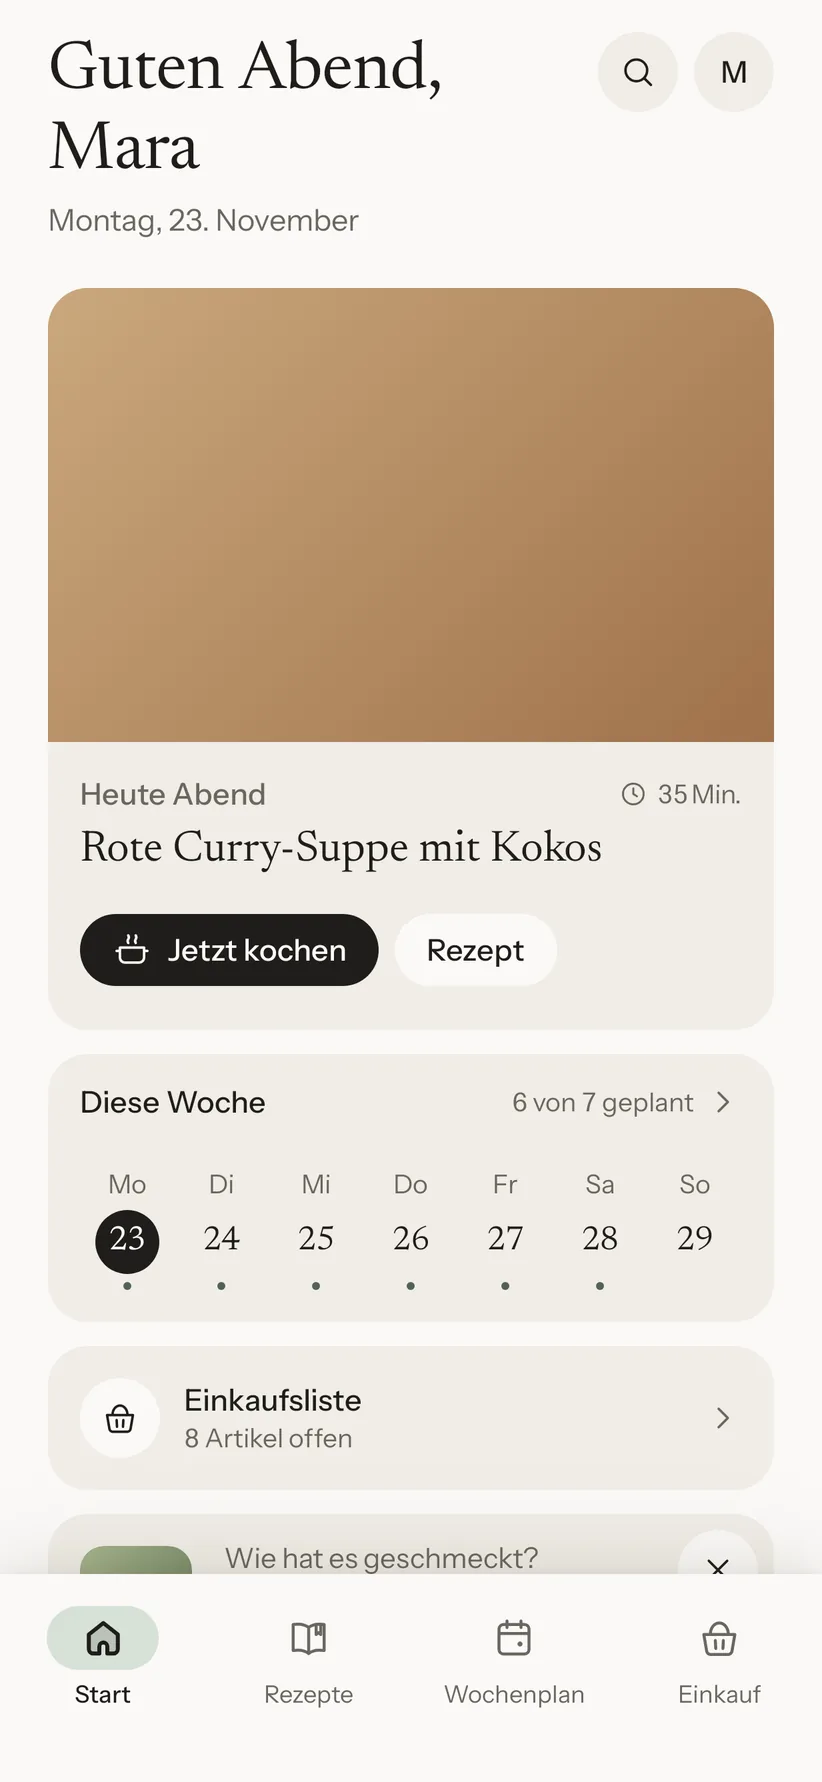 Guten Abend,
Mara
M
Montag, 23. November
Heute Abend
35 Min.
Rote Curry-Suppe mit Kokos
Jetzt kochen
Rezept
Diese Woche
6 von 7 geplant
Mo Di Mi Do Fr Sa So
23 24 25 26 27 28 29
Einkaufsliste
8 Artikel offen
Wie hat es geschmeckt?
Start
Rezepte
Wochenplan
Einkauf